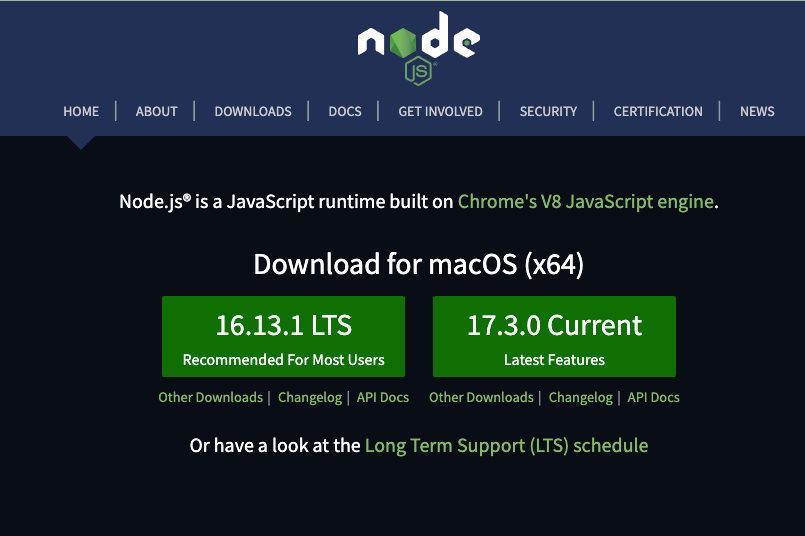 node
JS
HOME | ABOUT | DOWNLOADS | DOCS | GET INVOLVED | SECURITY | CERTIFICATION | NEWS
Node.js® is a JavaScript runtime built on Chrome's V8 JavaScript engine.
Download for macOS (x64)
16.13.1 LTS 17.3.0 Current
Recommended For Most Users Latest Features
Other Downloads | Changelog | API Docs Other Downloads | Changelog | API Docs
Or have a look at the Long Term Support (LTS) schedule